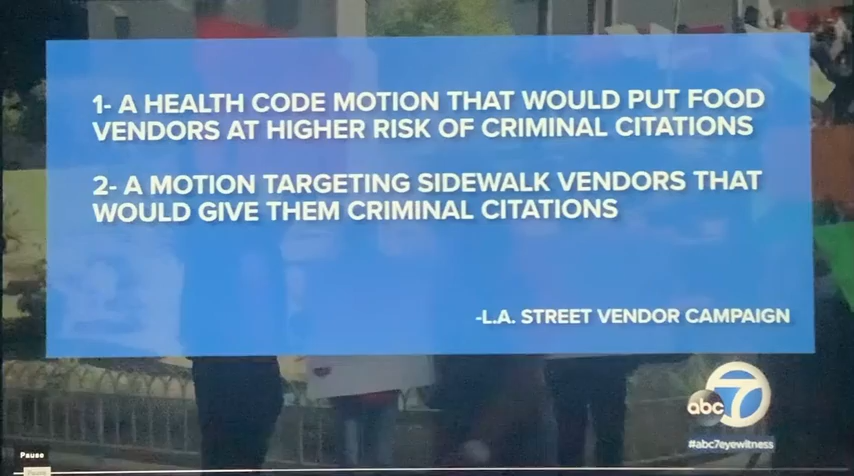 1- A HEALTH CODE MOTION THAT WOULD PUT FOOD
VENDORS AT HIGHER RISK OF CRIMINAL CITATIONS
2- A MOTION TARGETING SIDEWALK VENDORS THAT
WOULD GIVE THEM CRIMINAL CITATIONS
-L.A. STREET VENDOR CAMPAIGN
abc 7
#abc7eyewitness
Pause
Pause